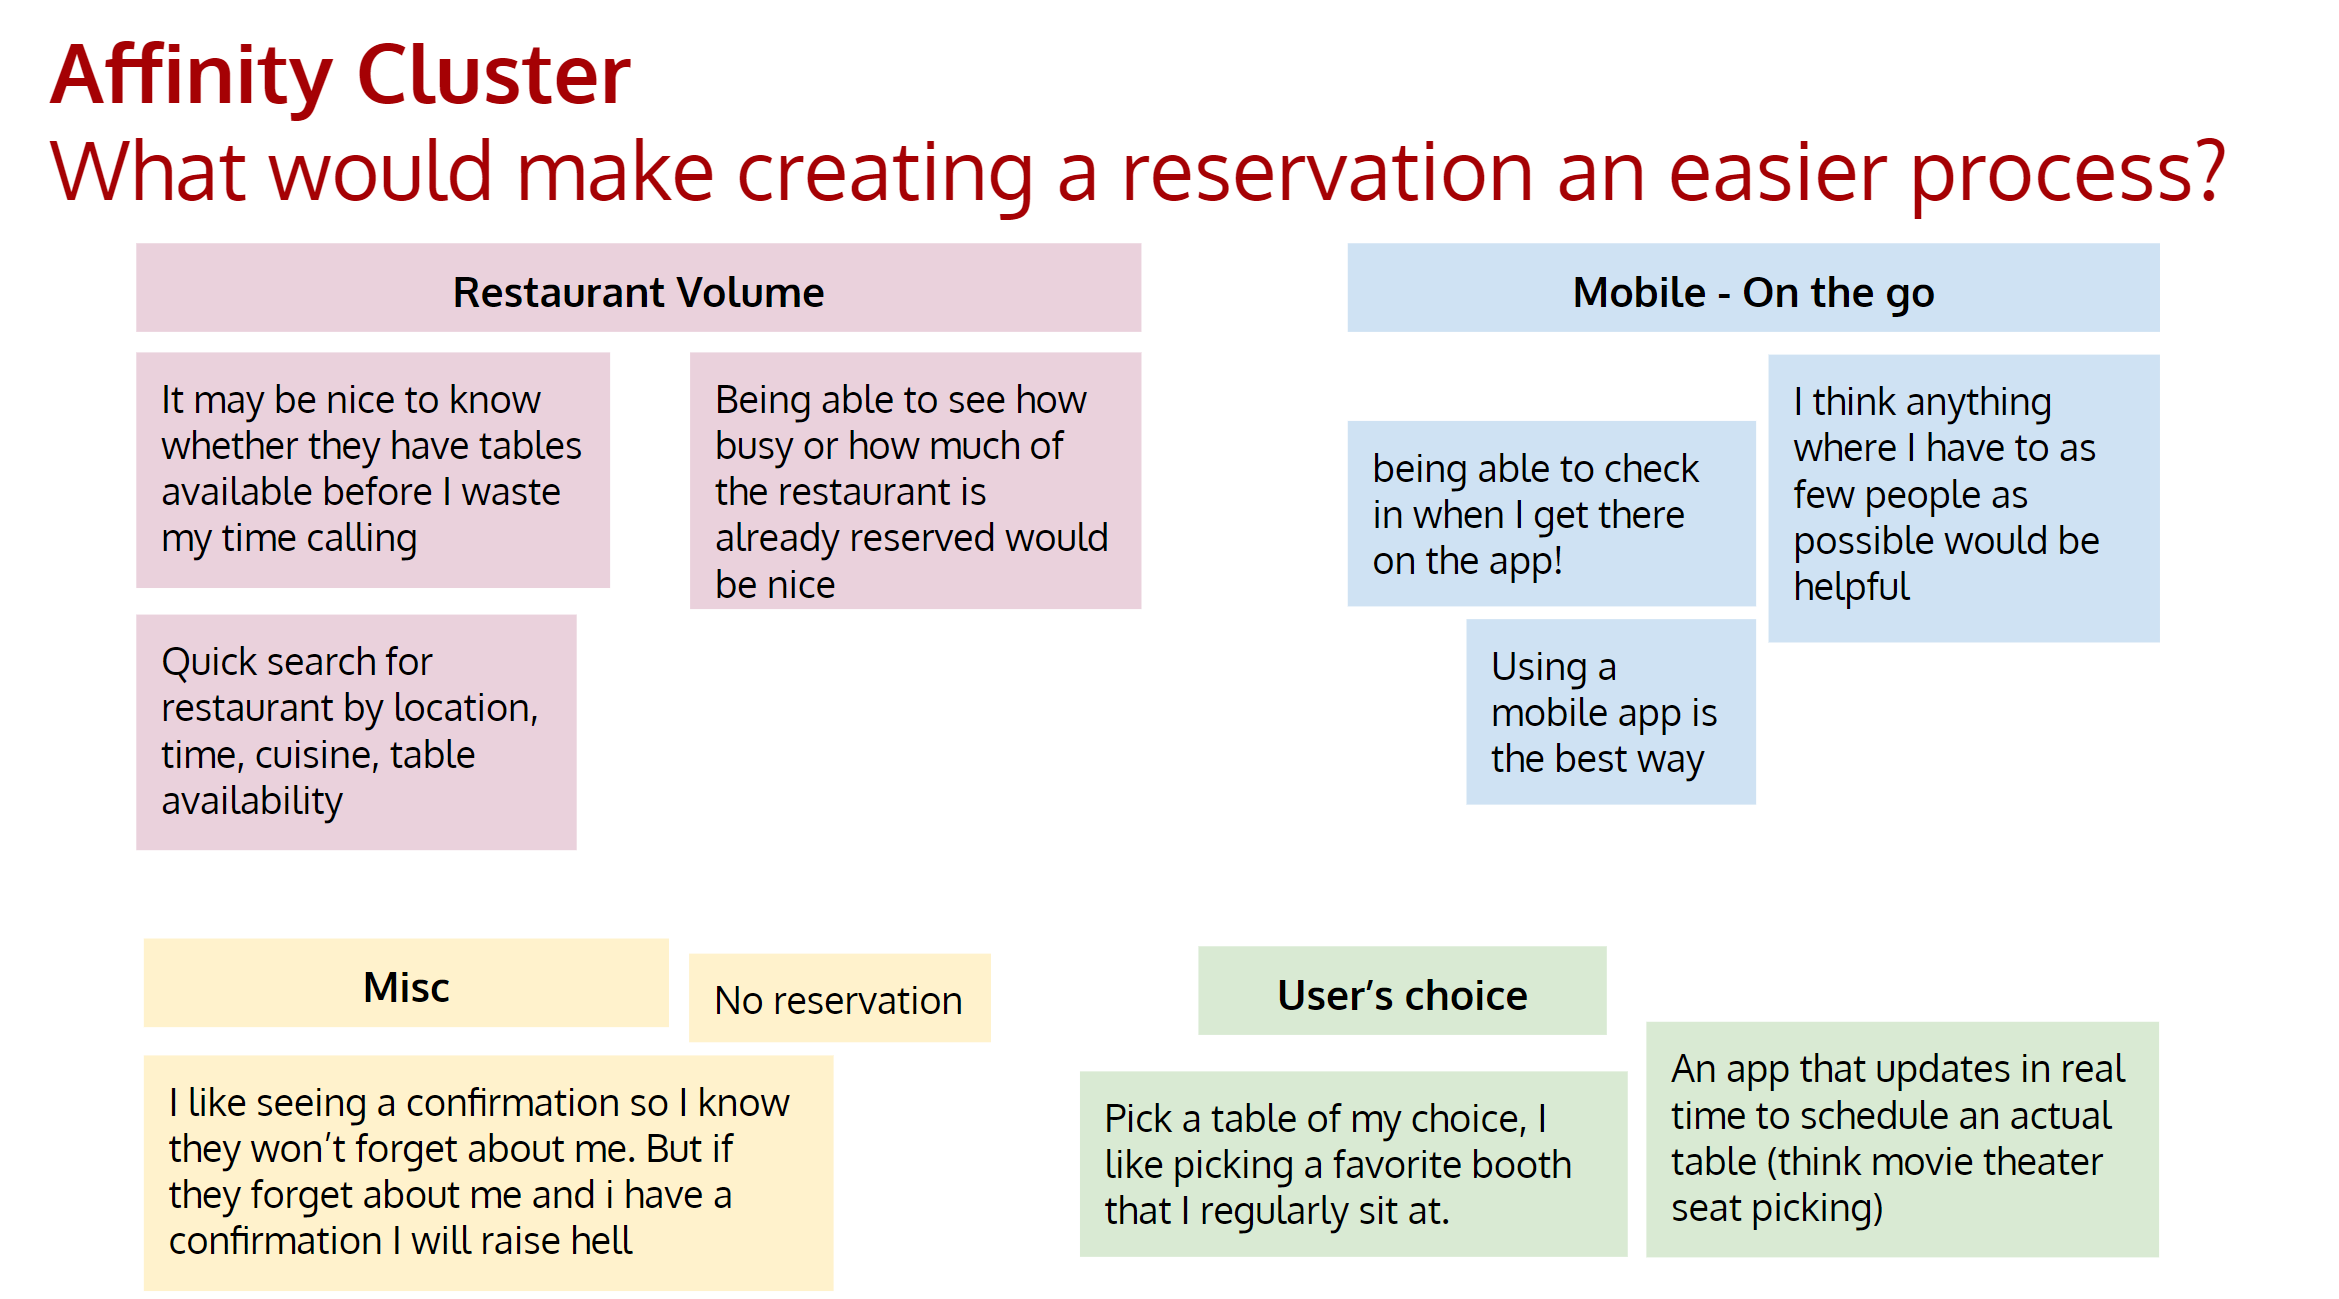 Affinity Cluster
What would make creating a reservation an easier process?
Restaurant Volume
It may be nice to know
whether they have tables
available before I waste
my time calling
Being able to see how
busy or how much of
the restaurant is
already reserved would
be nice
Quick search for
restaurant by location,
time, cuisine, table
availability
Mobile - On the go
being able to check
in when I get there
on the app!
I think anything
where I have to as
few people as
possible would be
helpful
Using a
mobile app is
the best way
Misc
No reservation
I like seeing a confirmation so I know
they won’t forget about me. But if
they forget about me and i have a
confirmation I will raise hell
User’s choice
Pick a table of my choice, I
like picking a favorite booth
that I regularly sit at.
An app that updates in real
time to schedule an actual
table (think movie theater
seat picking)